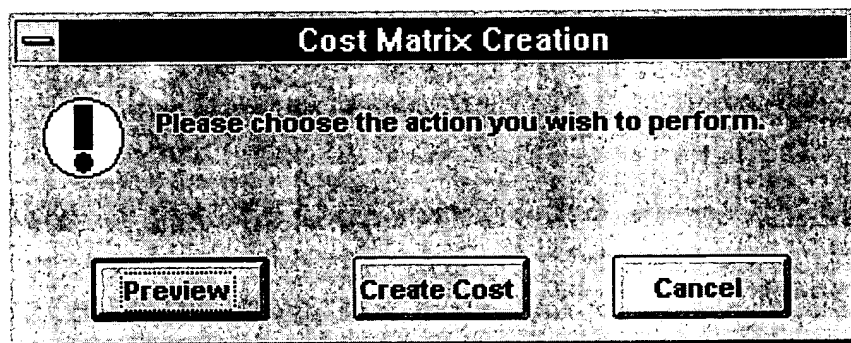 Cost Matrix Creation
Please choose the action you wish to perform.
Preview Create Cost Cancel